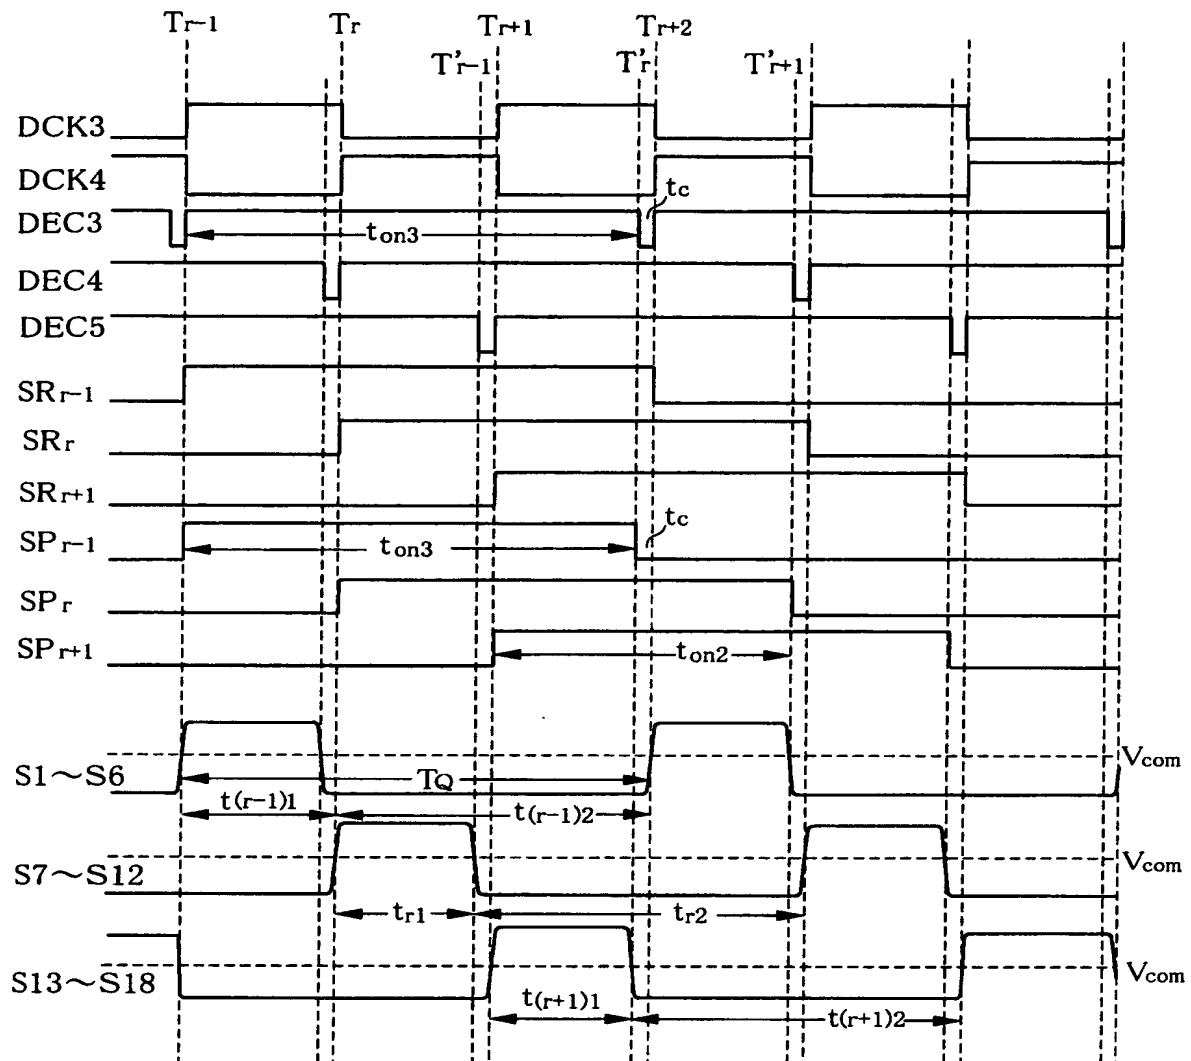 Tr-1 Tr Tr+1 Tr+2
T'r-1 T'r T'r+1
DCK3
DCK4
tc
DEC3
ton3
DEC4
DEC5
SRr-1
SRr
SRr+1
tc
SPr-1
ton3
SPr
SPr+1
ton2
Vcom
S1~S6
TQ
t(r-1)1 t(r-1)2
Vcom
S7~S12
tr1 tr2
Vcom
S13~S18
t(r+1)1 t(r+1)2